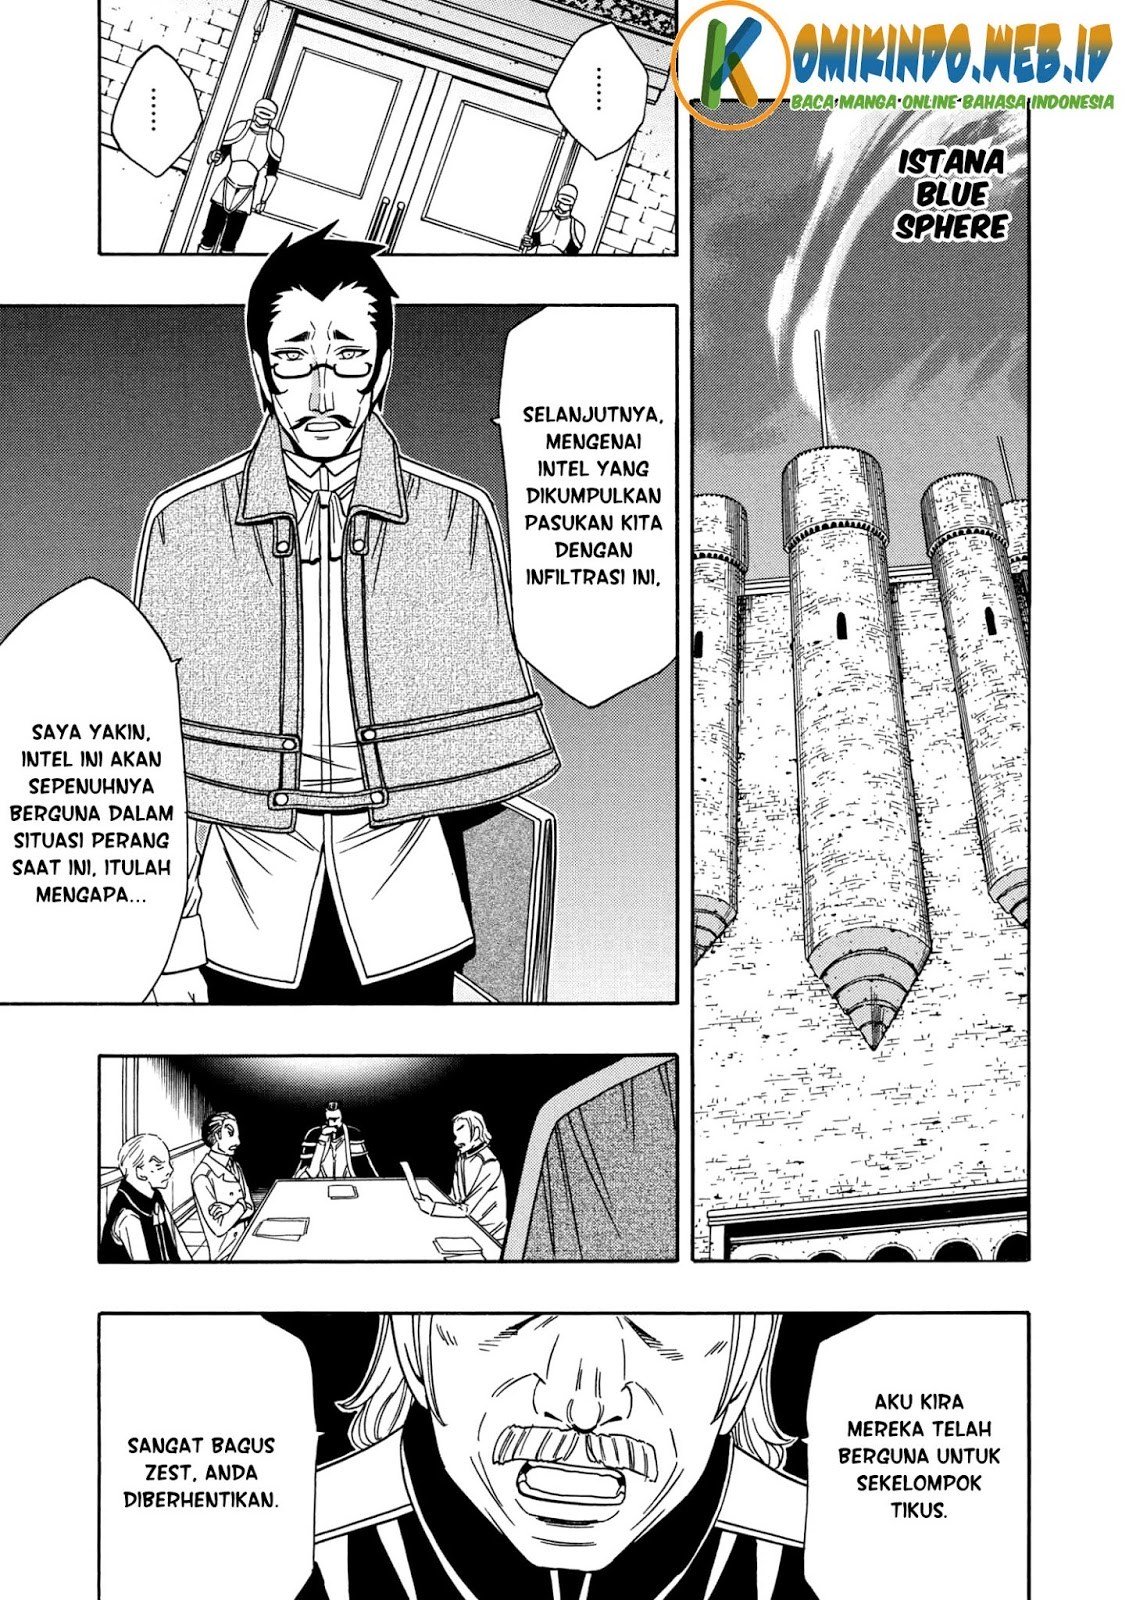 KOMIKINDO.WEB.ID
BACA MANGA ONLINE BAHASA INDONESIA
ISTANA
BLUE
SPHERE
......
......
SELANJUTNYA,
MENGENAI
INTEL YANG
DIKUMPULKAN
PASUKAN KITA
DENGAN
INFILTRASI INI,
SAYA YAKIN,
INTEL INI AKAN
SEPENUHNYA
BERGUNA DALAM
SITUASI PERANG
SAAT INI, ITULAH
MENGAPA...
AKU KIRA
MEREKA TELAH
BERGUNA UNTUK
SEKELOMPOK
TIKUS.
SANGAT BAGUS
ZEST, ANDA
DIBERHENTIKAN.